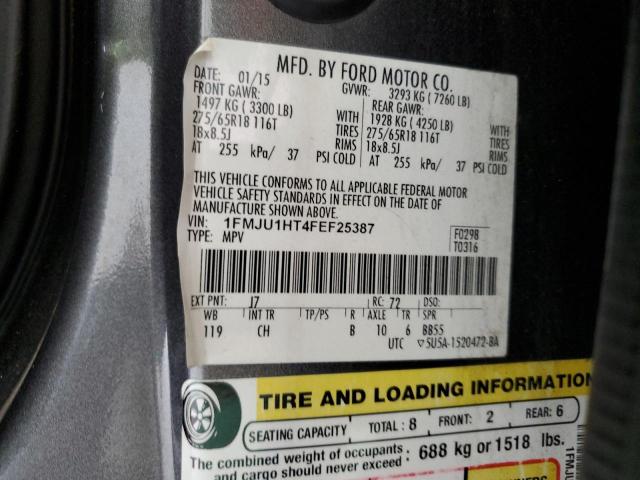 MFD. BY FORD MOTOR CO.
DATE: 01/15 GVWR: 3293 KG ( 7260 LB)
FRONT GAWR: REAR GAWR:
1497 KG ( 3300 LB) WITH 1928 KG ( 4250 LB) WITH
275/65R18 116T TIRES 275/65R18 116T TIRES
18x8.5J RIMS 18x8.5J RIMS
AT 255 kPa/ 37 PSI COLD AT 255 kPa/ 37 PSI COLD
THIS VEHICLE CONFORMS TO ALL APPLICABLE FEDERAL MOTOR
VEHICLE SAFETY STANDARDS IN EFFECT ON THE DATE OF
MANUFACTURE SHOWN ABOVE.
VIN: 1FMJU1HT4FEF25387 F0298
TYPE: MPV T0316
EXT PNT: J7 RC: 72 DSO:
WB INT TR TP/PS R AXLE TR SPR
119 CH B 10 6 BB55
UTC ▽5U5A-1520472-BA
TIRE AND LOADING INFORMATION
SEATING CAPACITY TOTAL : 8 FRONT: 2 REAR: 6
The combined weight of occupants
and cargo should never exceed : 688 kg or 1518 lbs.
1FMJU